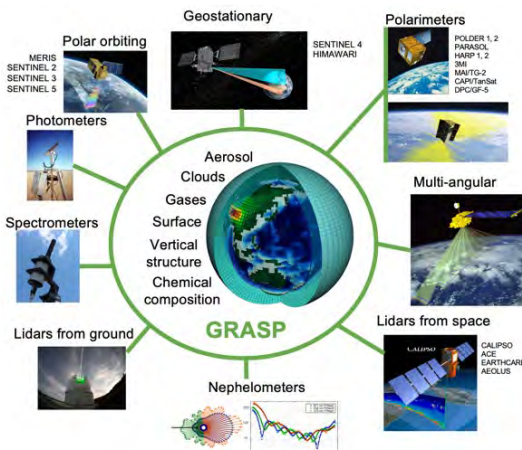 Geostationary
SENTINEL 4
HIMAWARI
Polar orbiting
MERIS
SENTINEL 2
SENTINEL 3
SENTINEL 5
Polarimeters
POLDER 1, 2
PARASOL
HARP 1, 2
3MI
MAI/TG-2
CAPI/TanSat
DPC/GF-5
Photometers
Spectrometers
Lidars from ground
Aerosol
Clouds
Gases
Surface
Vertical
structure
Chemical
composition
GRASP
Multi-angular
Lidars from space
CALIPSO
CALIPSO
ACE
EARTHCARE
AEOLUS
Nephelometers